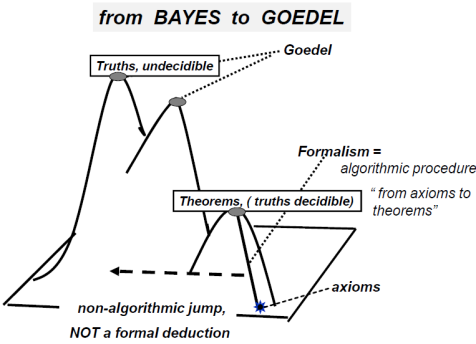 from BAYES to GOEDEL
Goedel
Truths, undecidible
Formalism =
algorithmic procedure
“ from axioms to
theorems”
Theorems, ( truths decidible)
axioms
non-algorithmic jump,
NOT a formal deduction